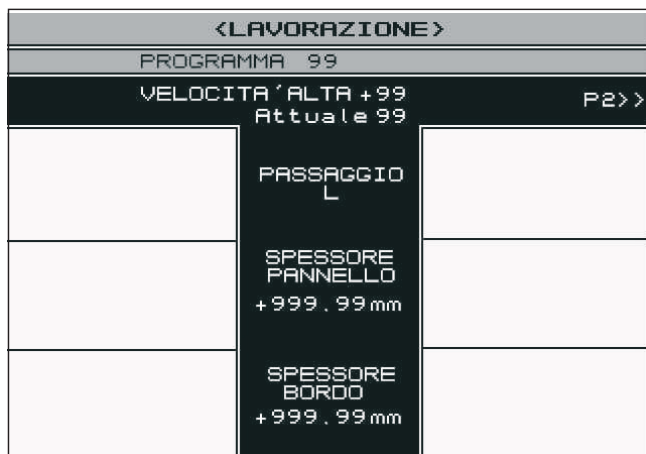 <LAVORAZIONE>
PROGRAMMA 99
VELOCITA'ALTA +99
P2>>
Attuale 99
PASSAGGIO
L
SPESSORE
PANNELLO
+999.99mm
SPESSORE
BORDO
+999.99mm